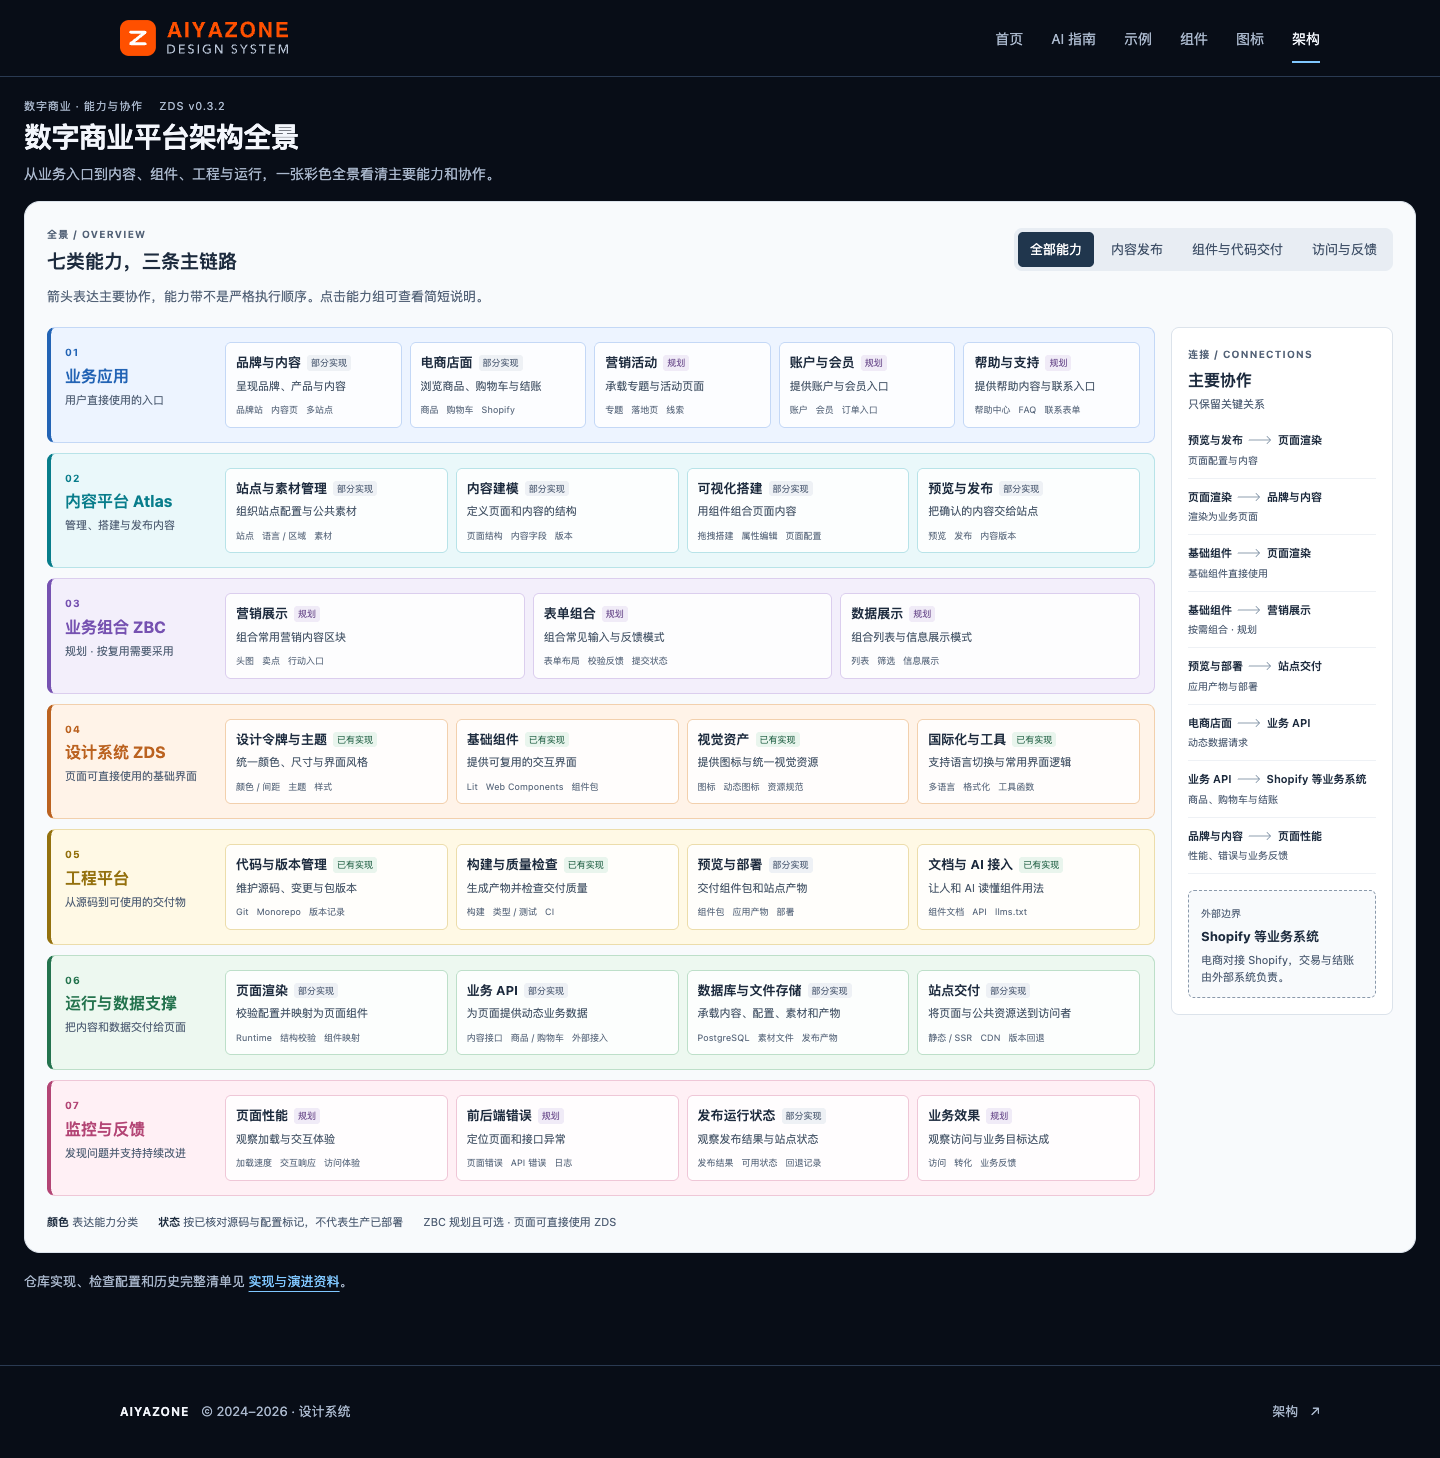 AIYAZONE
DESIGN SYSTEM
首页 AI 指南 示例 组件 图标 架构
数字商业 · 能力与协作 ZDS v0.3.2
数字商业平台架构全景
从业务入口到内容、组件、工程与运行，一张彩色全景看清主要能力和协作。
全景 / OVERVIEW
七类能力，三条主链路
箭头表达主要协作，能力带不是严格执行顺序。点击能力组可查看简短说明。
全部能力 内容发布 组件与代码交付 访问与反馈
01
业务应用
用户直接使用的入口
品牌与内容 部分实现
呈现品牌、产品与内容
品牌站 内容页 多站点
电商店面 部分实现
浏览商品、购物车与结账
商品 购物车 Shopify
营销活动 规划
承载专题与活动页面
专题 落地页 线索
账户与会员 规划
提供账户与会员入口
账户 会员 订单入口
帮助与支持 规划
提供帮助内容与联系入口
帮助中心 FAQ 联系表单
02
内容平台 Atlas
管理、搭建与发布内容
站点与素材管理 部分实现
组织站点配置与公共素材
站点 语言 / 区域 素材
内容建模 部分实现
定义页面和内容的结构
页面结构 内容字段 版本
可视化搭建 部分实现
用组件组合页面内容
拖拽搭建 属性编辑 页面配置
预览与发布 部分实现
把确认的内容交给站点
预览 发布 内容版本
03
业务组合 ZBC
规划 · 按复用需要采用
营销展示 规划
组合常用营销内容区块
头图 卖点 行动入口
表单组合 规划
组合常见输入与反馈模式
表单布局 校验反馈 提交状态
数据展示 规划
组合列表与信息展示模式
列表 筛选 信息展示
04
设计系统 ZDS
页面可直接使用的基础界面
设计令牌与主题 已有实现
统一颜色、尺寸与界面风格
颜色 / 间距 主题 样式
基础组件 已有实现
提供可复用的交互界面
Lit Web Components 组件包
视觉资产 已有实现
提供图标与统一视觉资源
图标 动态图标 资源规范
国际化与工具 已有实现
支持语言切换与常用界面逻辑
多语言 格式化 工具函数
05
工程平台
从源码到可使用的交付物
代码与版本管理 已有实现
维护源码、变更与包版本
Git Monorepo 版本记录
构建与质量检查 已有实现
生成产物并检查交付质量
构建 类型 / 测试 CI
预览与部署 部分实现
交付组件包和站点产物
组件包 应用产物 部署
文档与 AI 接入 已有实现
让人和 AI 读懂组件用法
组件文档 API llms.txt
06
运行与数据支撑
把内容和数据交付给页面
页面渲染 部分实现
校验配置并映射为页面组件
Runtime 结构校验 组件映射
业务 API 部分实现
为页面提供动态业务数据
内容接口 商品 / 购物车 外部接入
数据库与文件存储 部分实现
承载内容、配置、素材和产物
PostgreSQL 素材文件 发布产物
站点交付 部分实现
将页面与公共资源送到访问者
静态 / SSR CDN 版本回退
07
监控与反馈
发现问题并支持持续改进
页面性能 规划
观察加载与交互体验
加载速度 交互响应 访问体验
前后端错误 规划
定位页面和接口异常
页面错误 API 错误 日志
发布运行状态 部分实现
观察发布结果与站点状态
发布结果 可用状态 回退记录
业务效果 规划
观察访问与业务目标达成
访问 转化 业务反馈
连接 / CONNECTIONS
主要协作
只保留关键关系
预览与发布 → 页面渲染
页面配置与内容
页面渲染 → 品牌与内容
渲染为业务页面
基础组件 → 页面渲染
基础组件直接使用
基础组件 → 营销展示
按需组合 · 规划
预览与部署 → 站点交付
应用产物与部署
电商店面 → 业务 API
动态数据请求
业务 API → Shopify 等业务系统
商品、购物车与结账
品牌与内容 → 页面性能
性能、错误与业务反馈
外部边界
Shopify 等业务系统
电商对接 Shopify，交易与结账
由外部系统负责。
颜色 表达能力分类 状态 按已核对源码与配置标记，不代表生产已部署 ZBC 规划且可选 · 页面可直接使用 ZDS
仓库实现、检查配置和历史完整清单见 实现与演进资料。
AIYAZONE © 2024–2026 · 设计系统
架构 ↗